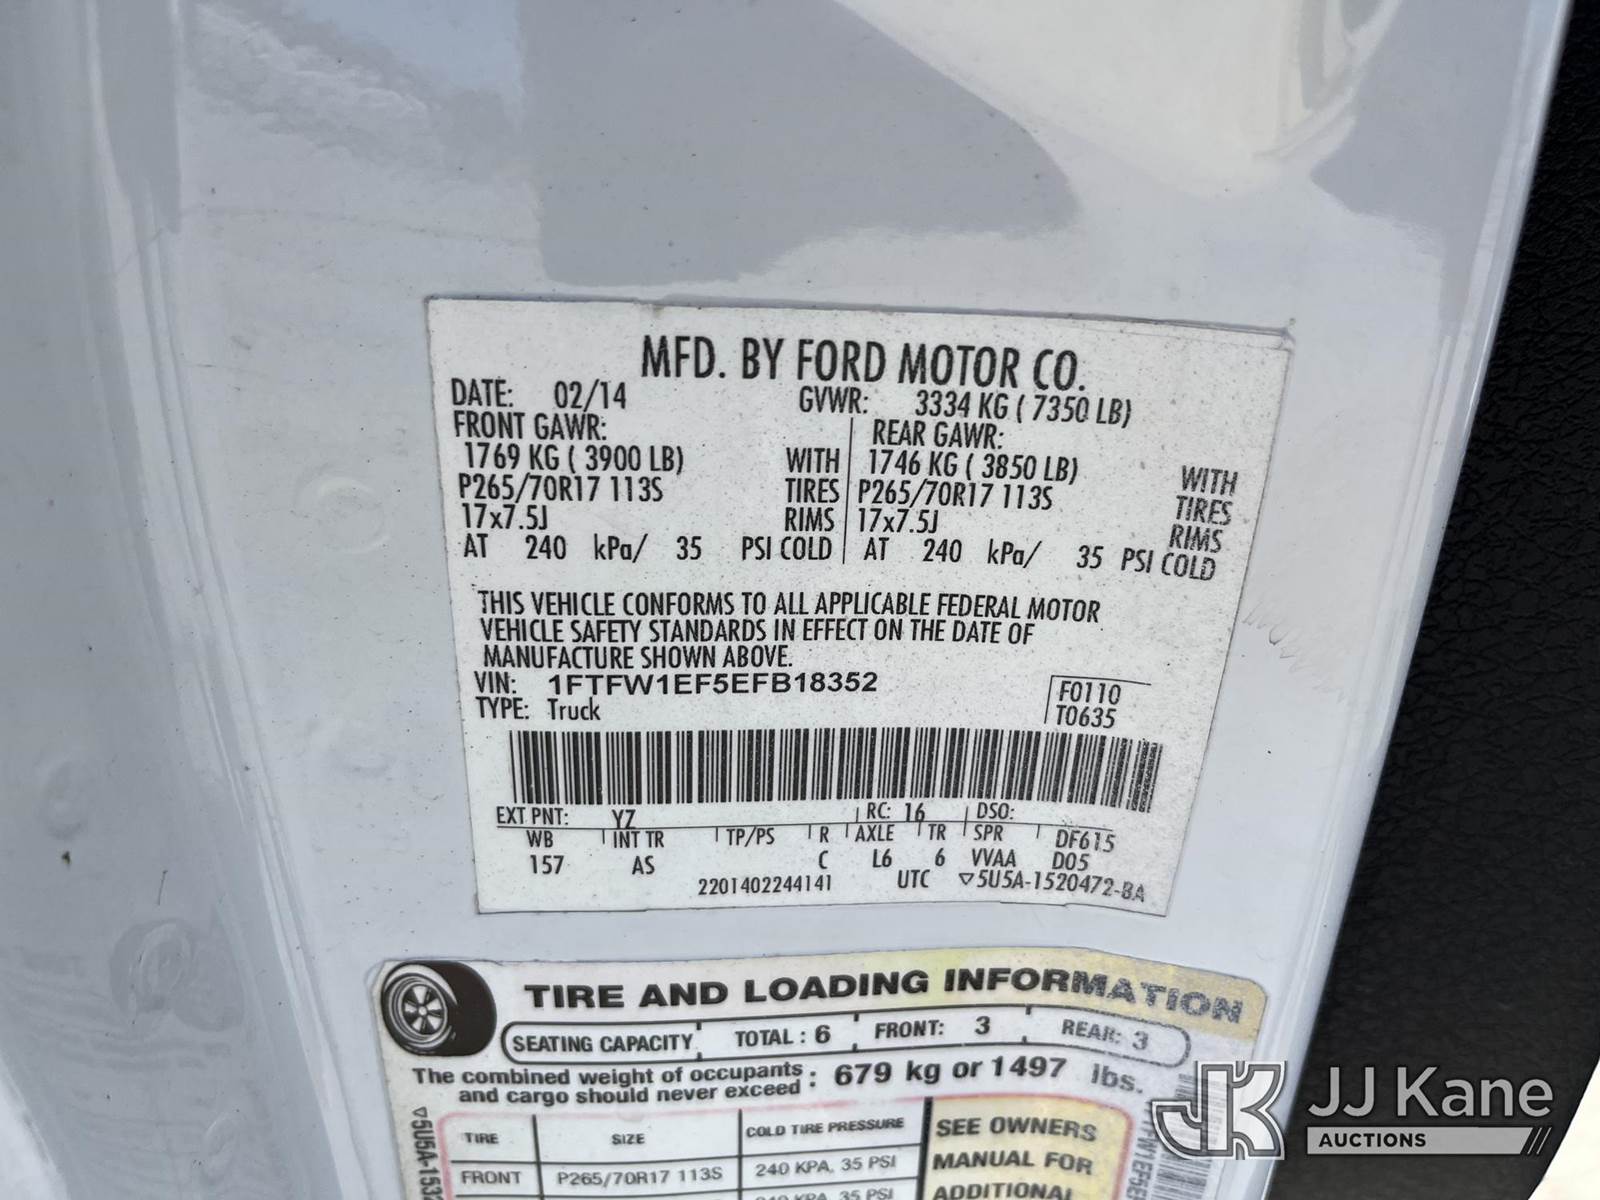 MFD. BY FORD MOTOR CO.
DATE: 02/14 GVWR: 3334 KG ( 7350 LB)
FRONT GAWR: REAR GAWR:
1769 KG ( 3900 LB) WITH 1746 KG ( 3850 LB) WITH
P265/70R17 113S TIRES P265/70R17 113S TIRES
17x7.5J RIMS 17x7.5J RIMS
AT 240 kPa/ 35 PSI COLD AT 240 kPa/ 35 PSI COLD
THIS VEHICLE CONFORMS TO ALL APPLICABLE FEDERAL MOTOR
VEHICLE SAFETY STANDARDS IN EFFECT ON THE DATE OF
MANUFACTURE SHOWN ABOVE.
VIN: 1FTFW1EF5EFB18352 F0110
TYPE: Truck T0635
EXT PNT: YZ RC: 16 DSO:
WB INT TR TP/PS R AXLE TR SPR DF615
157 AS C L6 6 VVAA D05
2201402244141 UTC ▽5U5A-1520472-BA
TIRE AND LOADING INFORMATION
SEATING CAPACITY TOTAL : 6 FRONT: 3 REAR: 3
The combined weight of occupants
and cargo should never exceed : 679 kg or 1497 lbs.
TIRE SIZE COLD TIRE PRESSURE SEE OWNERS
FRONT P265/70R17 113S 240 KPA, 35 PSI MANUAL FOR
240 KPA, 35 PSI ADDITIONAL
JJ Kane
AUCTIONS